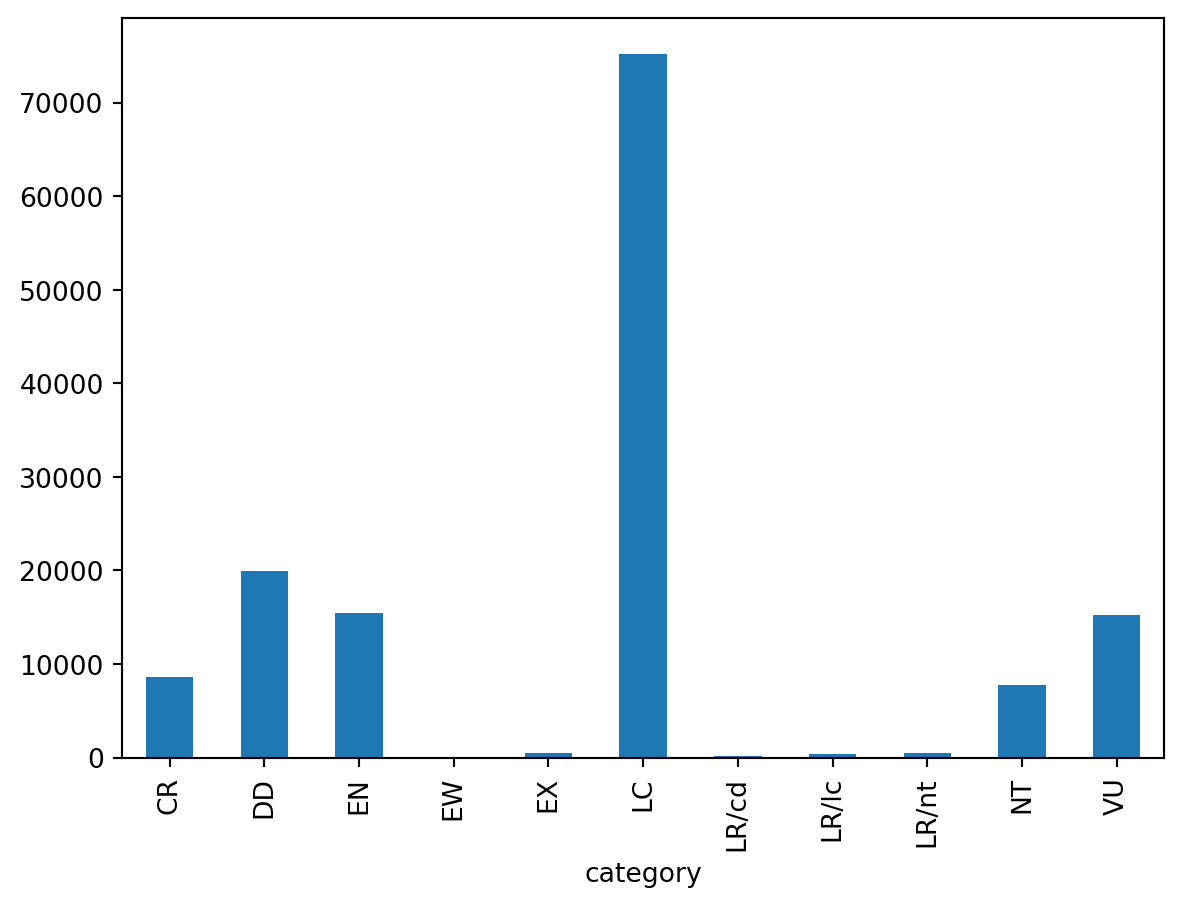 70000
60000
50000
40000
30000
20000
10000
0
CR
DD
EN
EW
EX
LC
LR/cd
LR/lc
LR/nt
NT
VU
category